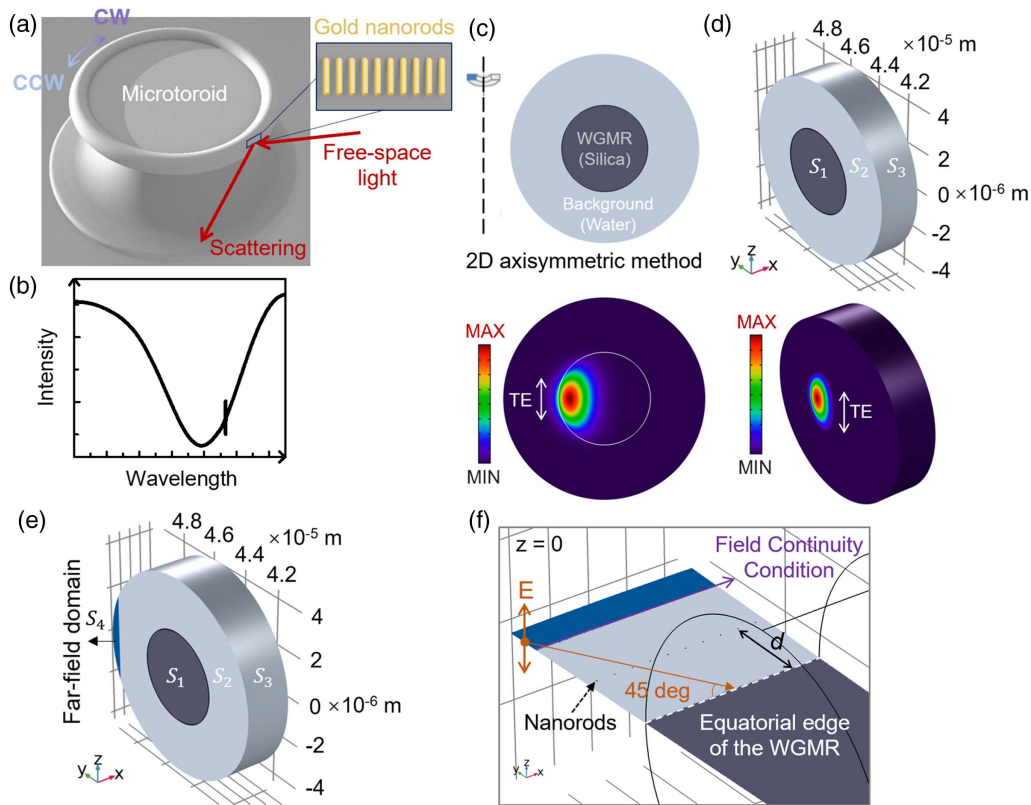 (a)
CW
CCW
Microtoroid
Gold nanorods
Free-space
light
Scattering
(b)
Intensity
Wavelength
(c)
WGMR
(Silica)
Background
(Water)
2D axisymmetric method
MAX
TE
MIN
(d)
4.8
4.6
4.4
4.2
×10⁻⁵ m
S₁
S₂
S₃
4
2
0 ×10⁻⁶ m
-2
-4
z
y
x
MAX
TE
MIN
(e)
4.8
4.6
4.4
4.2
×10⁻⁵ m
Far-field domain
S₄
S₁
S₂
S₃
4
2
0 ×10⁻⁶ m
-2
-4
z
y
x
(f)
z = 0
Field Continuity
Condition
E
d
45 deg
Nanorods
Equatorial edge
of the WGMR
z
y
x